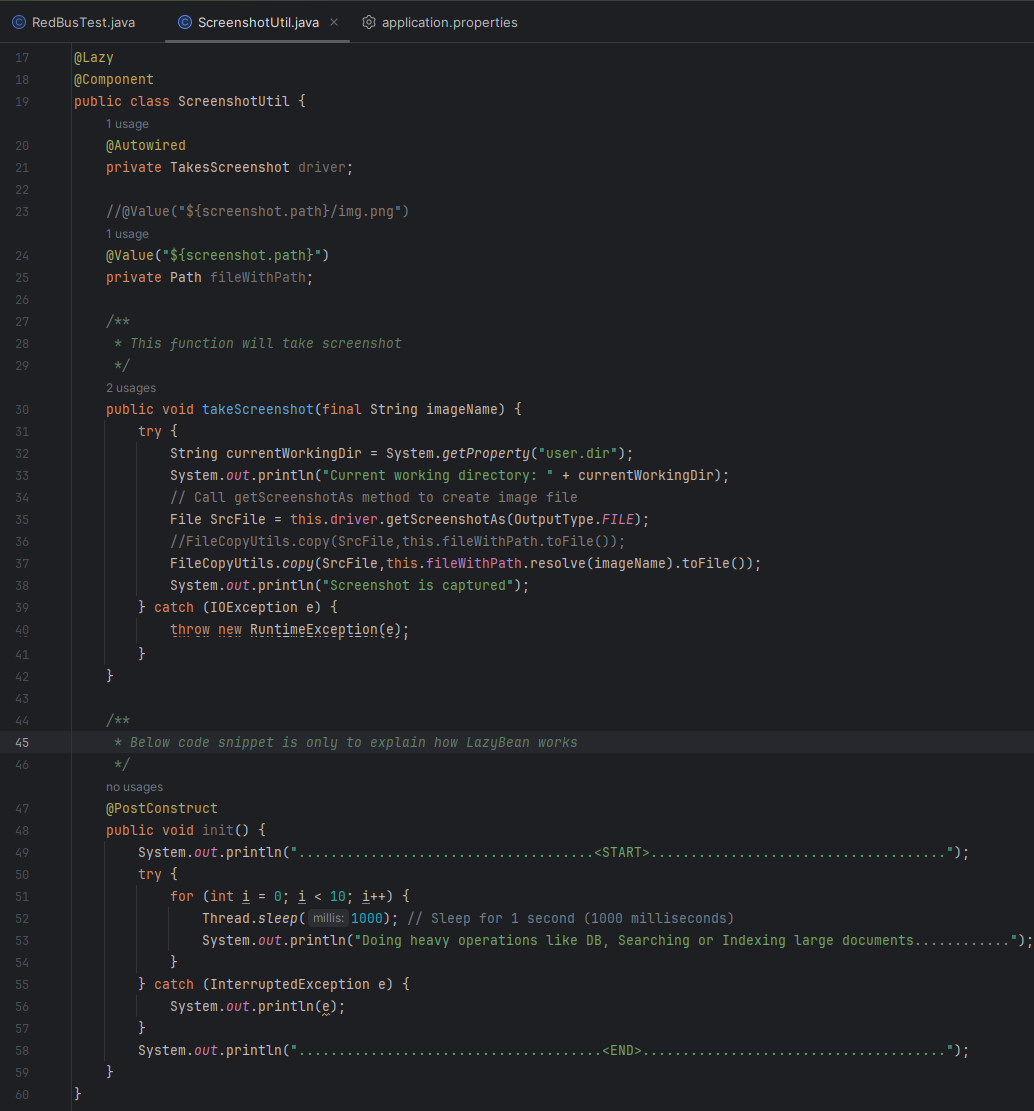 RedBusTest.java ScreenshotUtil.java × application.properties
17 @Lazy
18 @Component
19 public class ScreenshotUtil {
1 usage
20 @Autowired
21 private TakesScreenshot driver;
22
23 //@Value("${screenshot.path}/img.png")
1 usage
24 @Value("${screenshot.path}")
25 private Path fileWithPath;
26
27 /**
28 * This function will take screenshot
29 */
2 usages
30 public void takeScreenshot(final String imageName) {
31 try {
32 String currentWorkingDir = System.getProperty("user.dir");
33 System.out.println("Current working directory: " + currentWorkingDir);
34 // Call getScreenshotAs method to create image file
35 File SrcFile = this.driver.getScreenshotAs(OutputType.FILE);
36 //FileCopyUtils.copy(SrcFile,this.fileWithPath.toFile());
37 FileCopyUtils.copy(SrcFile,this.fileWithPath.resolve(imageName).toFile());
38 System.out.println("Screenshot is captured");
39 } catch (IOException e) {
40 throw new RuntimeException(e);
41 }
42 }
43
44 /**
45 * Below code snippet is only to explain how LazyBean works
46 */
no usages
47 @PostConstruct
48 public void init() {
49 System.out.println(".....................................<START>.....................................");
50 try {
51 for (int i = 0; i < 10; i++) {
52 Thread.sleep( millis: 1000); // Sleep for 1 second (1000 milliseconds)
53 System.out.println("Doing heavy operations like DB, Searching or Indexing large documents............");
54 }
55 } catch (InterruptedException e) {
56 System.out.println(e);
57 }
58 System.out.println("......................................<END>......................................");
59 }
60 }